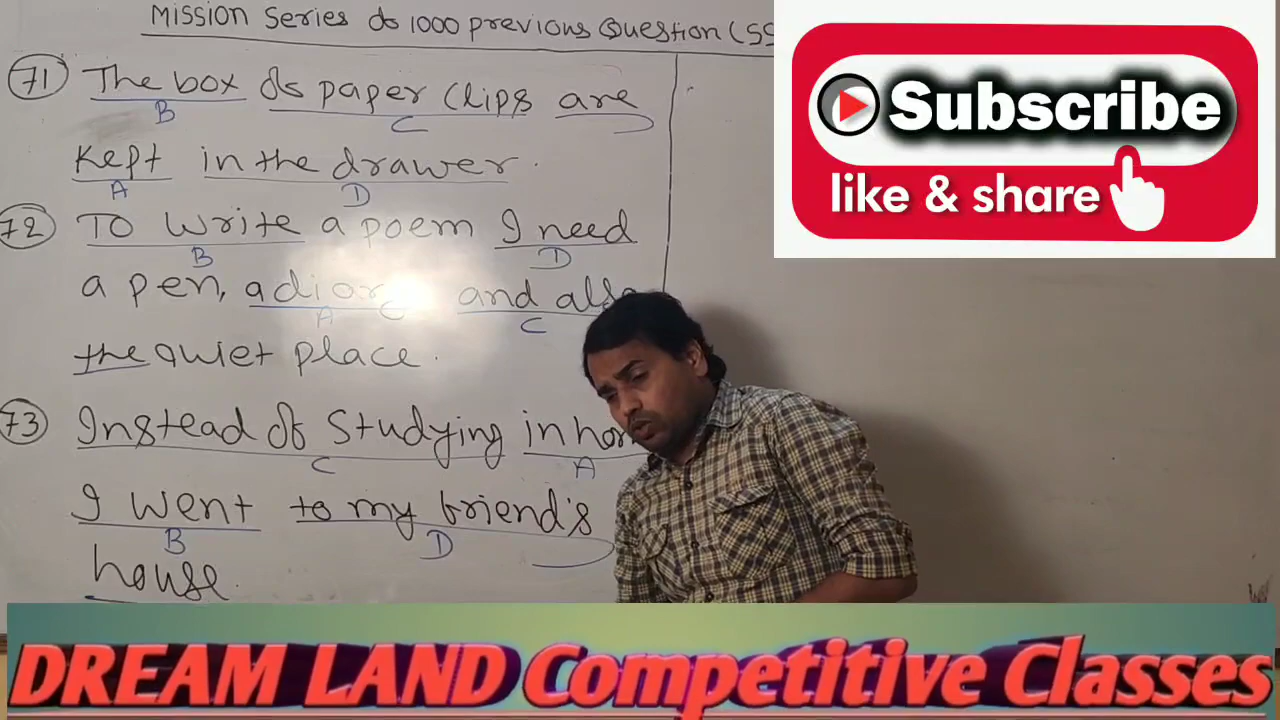 Mission Series of 1000 previous Question (SS
71 The box of paper Clips are
B C
kept in the drawer.
A D
72 To write a poem I need
B D
a pen, and also
A C C
the quiet place.
73 Instead of Studying in
C A
I went to my friend's
B D
house.
Subscribe
like & share
DREAM LAND Competitive Classes